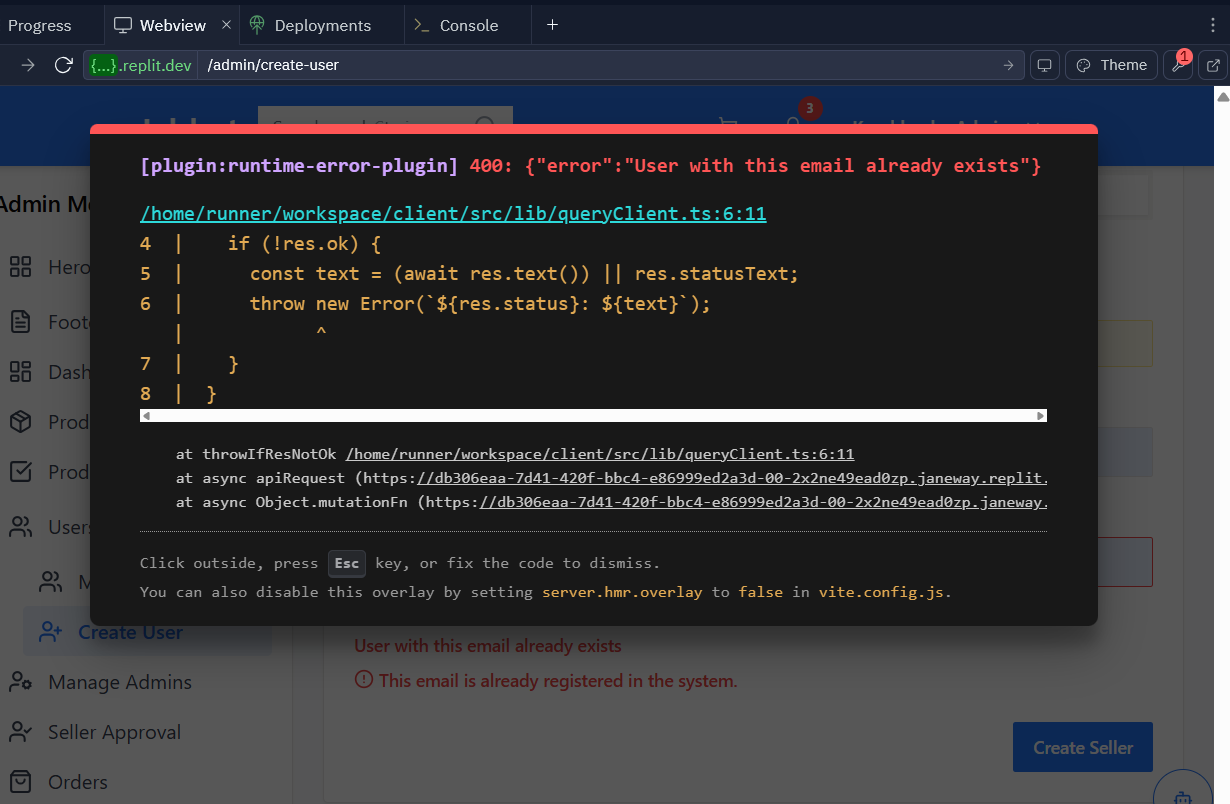 Progress
Webview
Deployments
Console
{...}.replit.dev
/admin/create-user
Theme
1
3
[plugin:runtime-error-plugin] 400: {"error":"User with this email already exists"}
/home/runner/workspace/client/src/lib/queryClient.ts:6:11
4 | if (!res.ok) {
5 | const text = (await res.text()) || res.statusText;
6 | throw new Error(`${res.status}: ${text}`);
| ^
7 | }
8 | }
at throwIfResNotOk /home/runner/workspace/client/src/lib/queryClient.ts:6:11
at async apiRequest (https://db306eaa-7d41-420f-bbc4-e86999ed2a3d-00-2x2ne49ead0zp.janeway.replit.
at async Object.mutationFn (https://db306eaa-7d41-420f-bbc4-e86999ed2a3d-00-2x2ne49ead0zp.janeway.
Click outside, press Esc key, or fix the code to dismiss.
You can also disable this overlay by setting server.hmr.overlay to false in vite.config.js.
Admin M
Hero
Foot
Dash
Prod
Prod
Users
M
Create User
Manage Admins
Seller Approval
Orders
User with this email already exists
This email is already registered in the system.
Create Seller